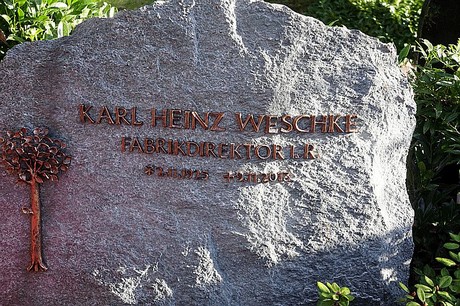 KARL HEINZ WESCHKE
FABRIKDIREKTOR I. R.